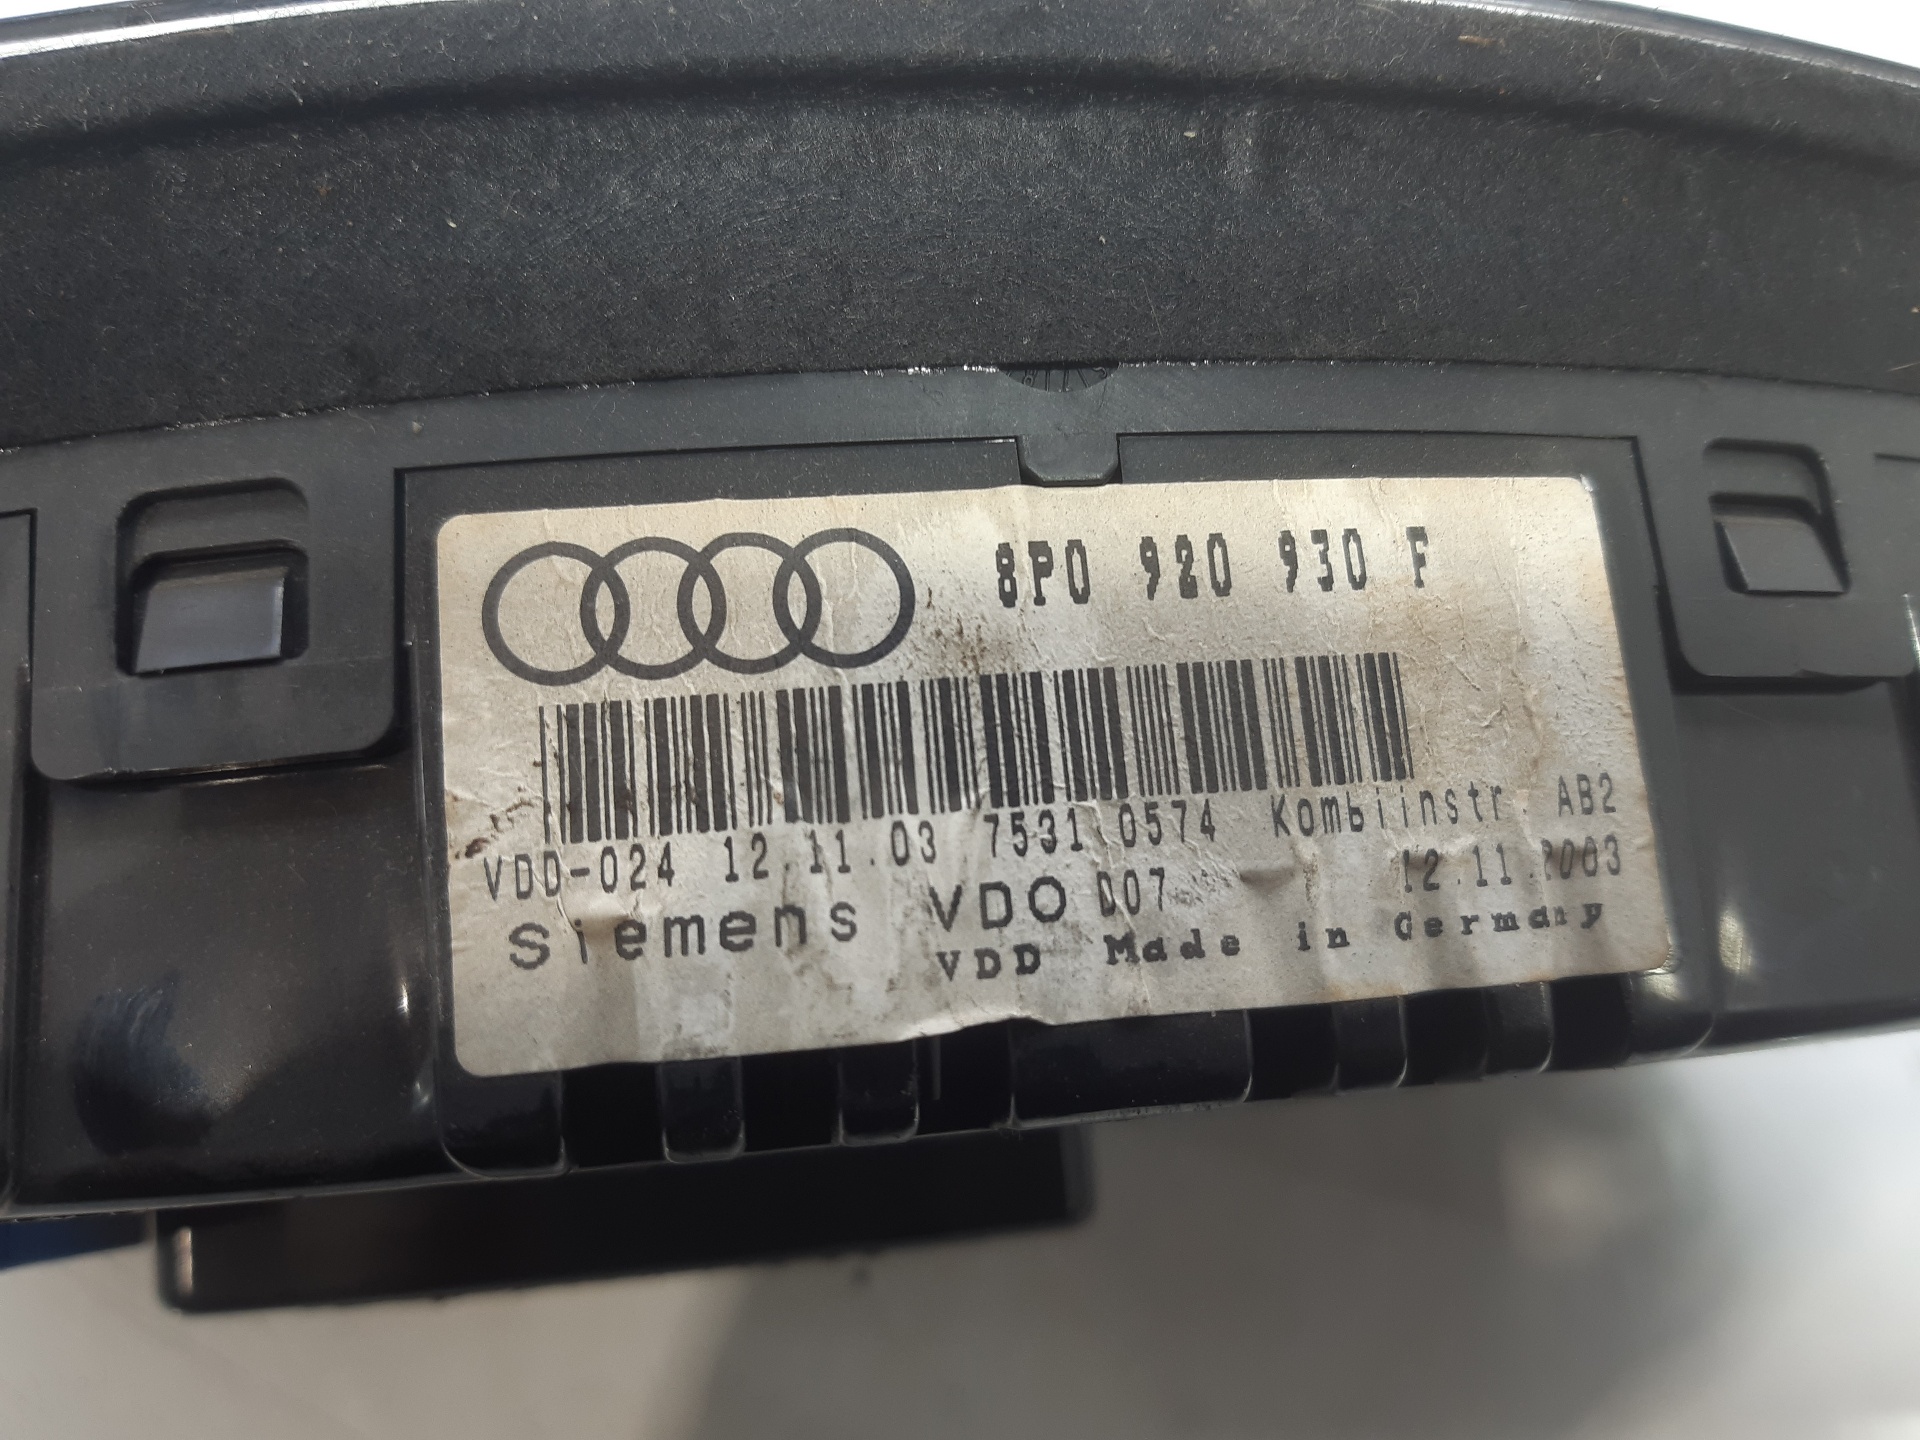 8P0 920 930 F
VDD-024 12.11.03 7531 0574 Kombiinstr. AB2
Siemens VDO D07 12.11.2003
VDD Made in Germany